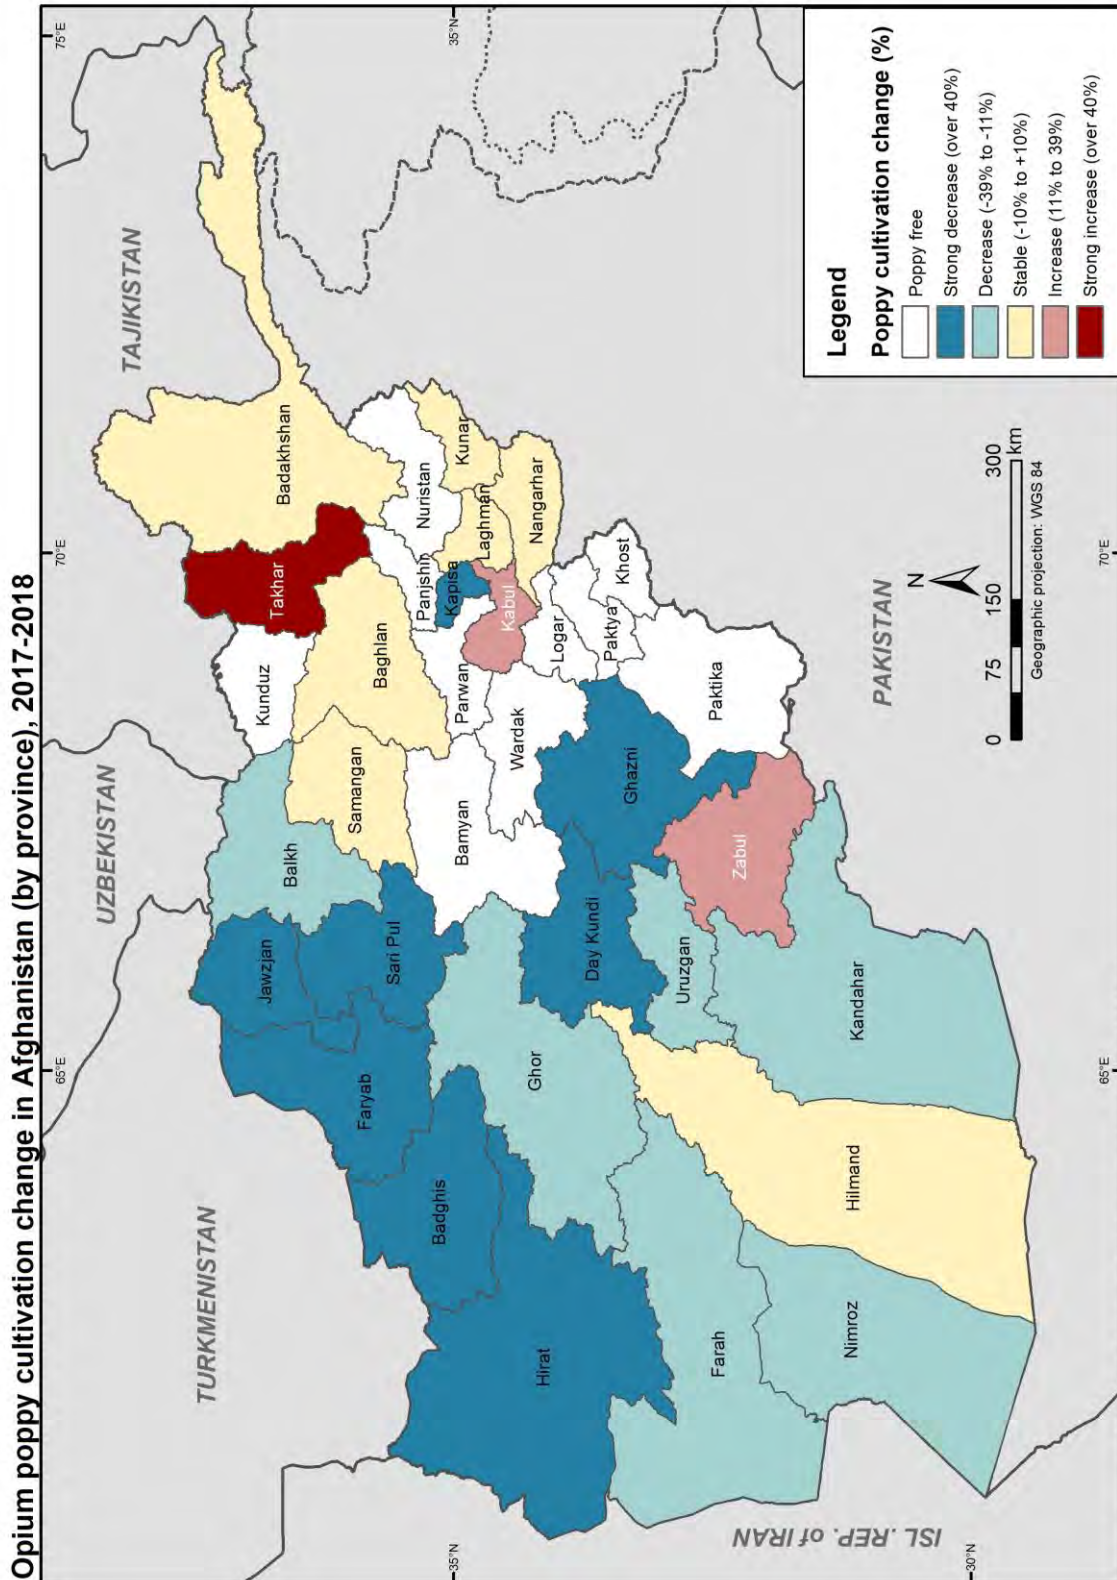 Opium poppy cultivation change in Afghanistan (by province), 2017-2018
65°E
70°E
75°E
UZBEKISTAN
TAJIKISTAN
TURKMENISTAN
Jawzjan
Balkh
Kunduz
Takhar
Badakhshan
Faryab
Sari Pul
Samangan
Baghlan
Badghis
Bamyan
Parwan
Panjshir
Kapisa
Nuristan
Kunar
Laghman
Hirat
Ghor
Wardak
Kabul
Nangarhar
Logar
Day Kundi
Ghazni
Paktya
Khost
Farah
Uruzgan
Zabul
Paktika
Nimroz
Hilmand
Kandahar
ISL. REP. of IRAN
PAKISTAN
35°N
35°N
30°N
30°N
65°E
70°E
N
0 75 150 300
km
Geographic projection: WGS 84
Legend
Poppy cultivation change (%)
Poppy free
Strong decrease (over 40%)
Decrease (-39% to -11%)
Stable (-10% to +10%)
Increase (11% to 39%)
Strong increase (over 40%)